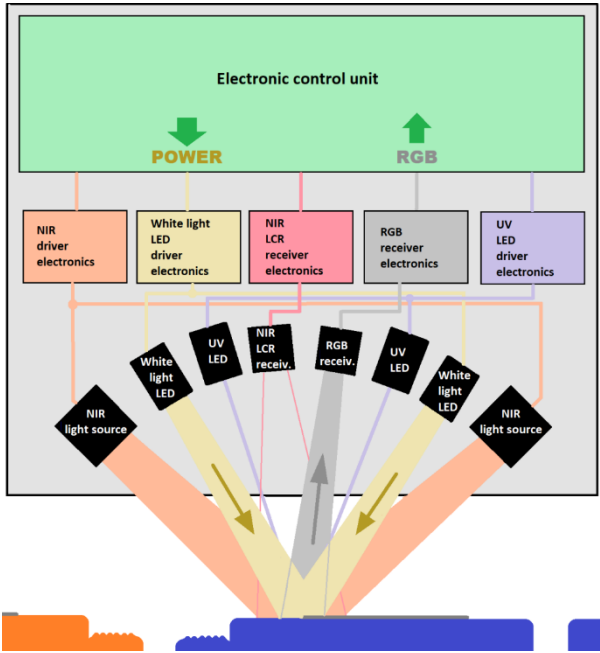 Electronic control unit
POWER
RGB
NIR
driver
electronics
White light
LED
driver
electronics
NIR
LCR
receiver
electronics
RGB
receiver
electronics
UV
LED
driver
electronics
NIR
light source
White
light
LED
UV
LED
NIR
LCR
receiv.
RGB
receiv.
UV
LED
White
light
LED
NIR
light source